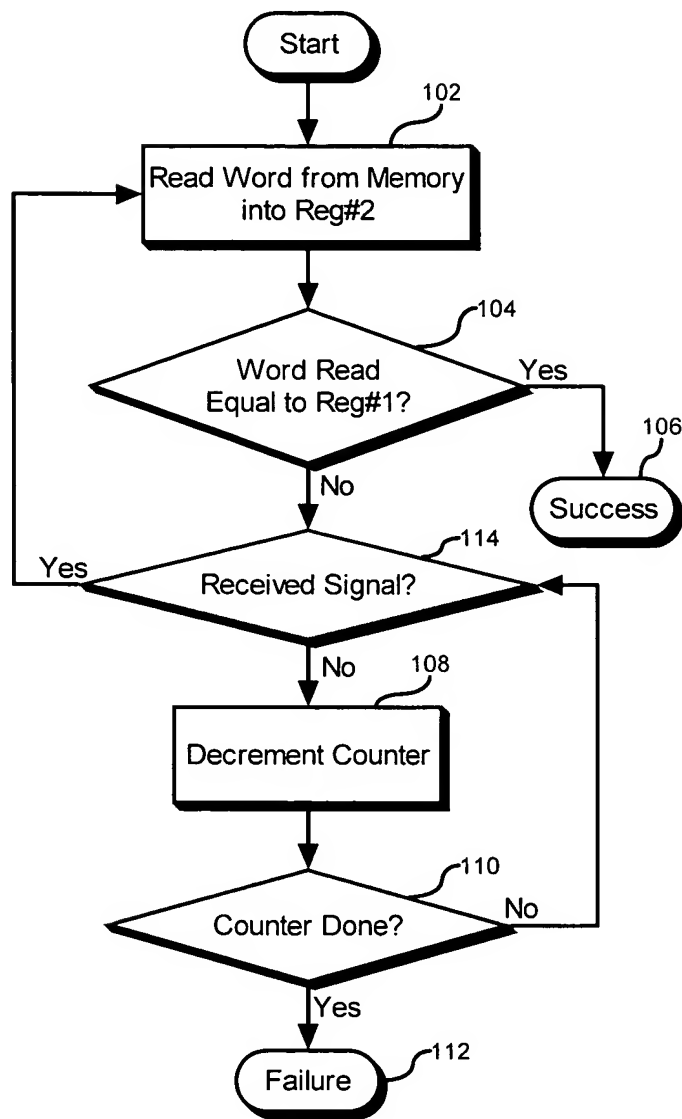 Start
102
Read Word from Memory
into Reg#2
104
Word Read
Equal to Reg#1?
Yes
106
Success
No
114
Yes
Received Signal?
No
108
Decrement Counter
110
Counter Done?
No
Yes
112
Failure